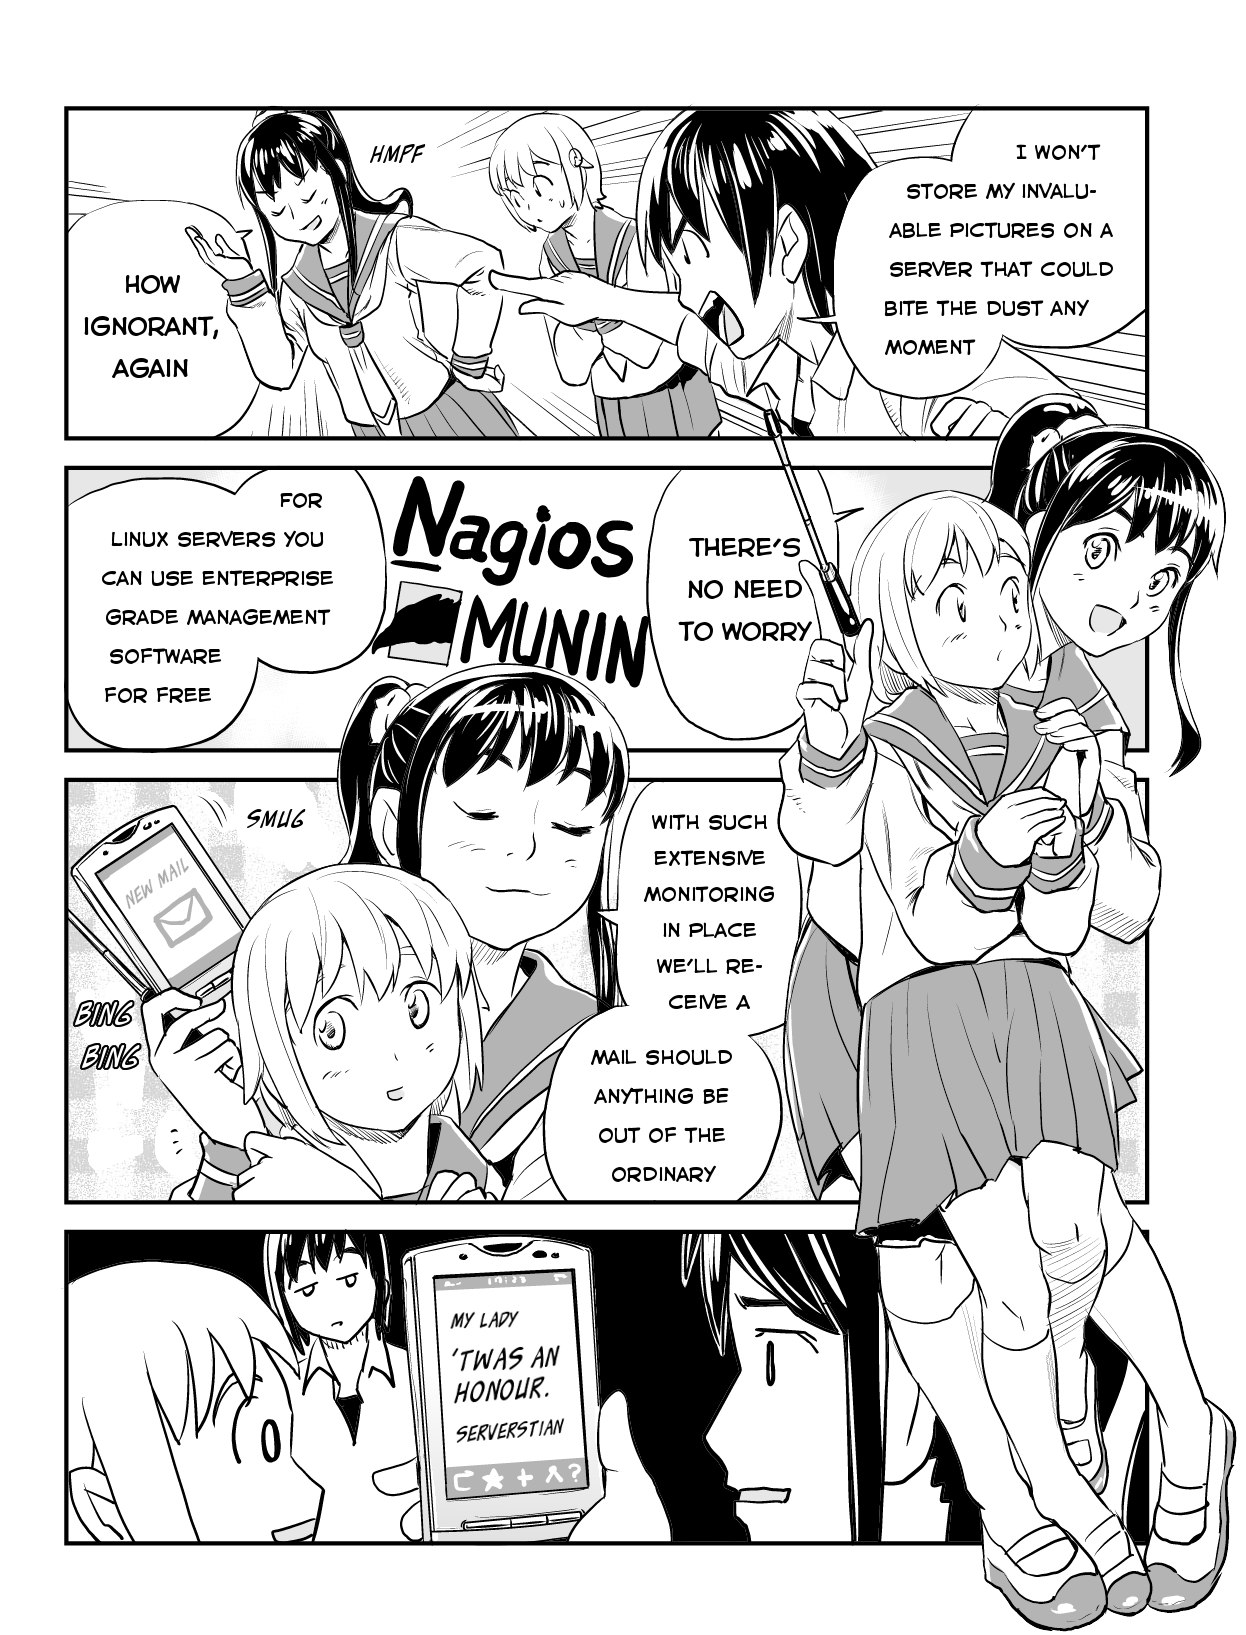 I WON'T
STORE MY INVALU-
ABLE PICTURES ON A
SERVER THAT COULD
BITE THE DUST ANY
MOMENT
HMPF
HOW
IGNORANT,
AGAIN
FOR
LINUX SERVERS YOU
CAN USE ENTERPRISE
GRADE MANAGEMENT
SOFTWARE
FOR FREE
Nagios
MUNIN
THERE'S
NO NEED
TO WORRY
SMUG
NEW MAIL
BING
BING
WITH SUCH
EXTENSIVE
MONITORING
IN PLACE
WE'LL RE-
CEIVE A
MAIL SHOULD
ANYTHING BE
OUT OF THE
ORDINARY
MY LADY
'TWAS AN
HONOUR.
SERVERSTIAN